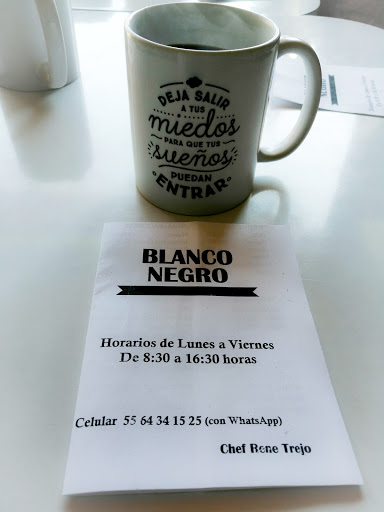 DEJA SALIR
A TUS
miedos
PARA QUE TUS
sueños
PUEDAN
ENTRAR
BLANCO
NEGRO
Horarios de Lunes a Viernes
De 8:30 a 16:30 horas
Celular 55 64 34 15 25 (con WhatsApp)
Chef Rene Trejo